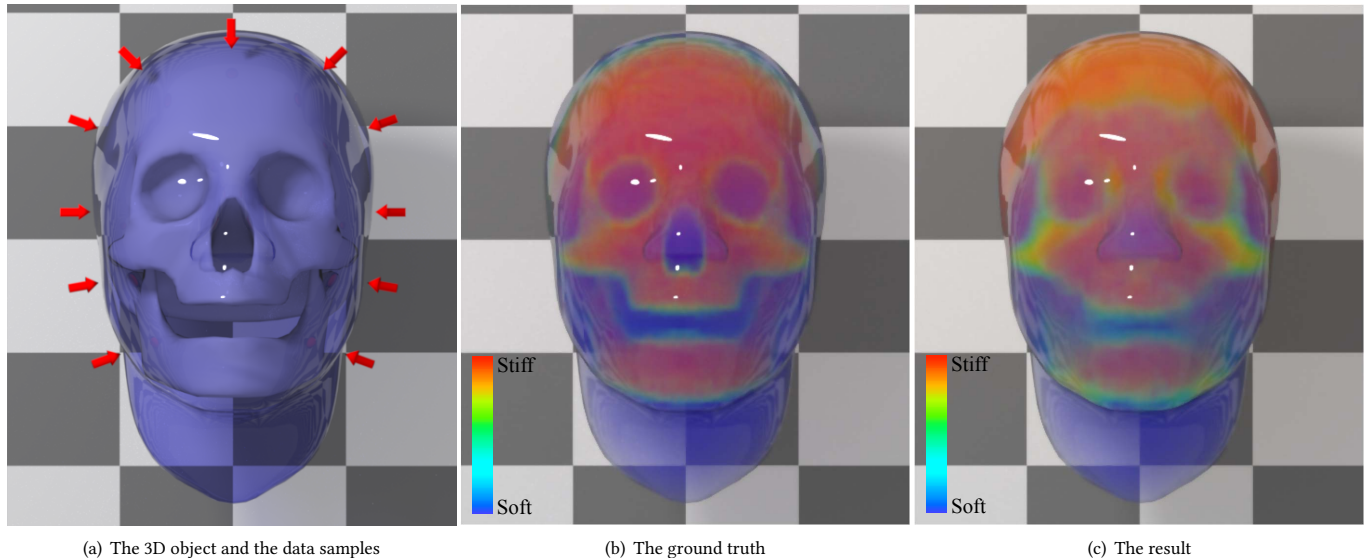 Stiff
Soft
Stiff
Soft
(a) The 3D object and the data samples
(b) The ground truth
(c) The result